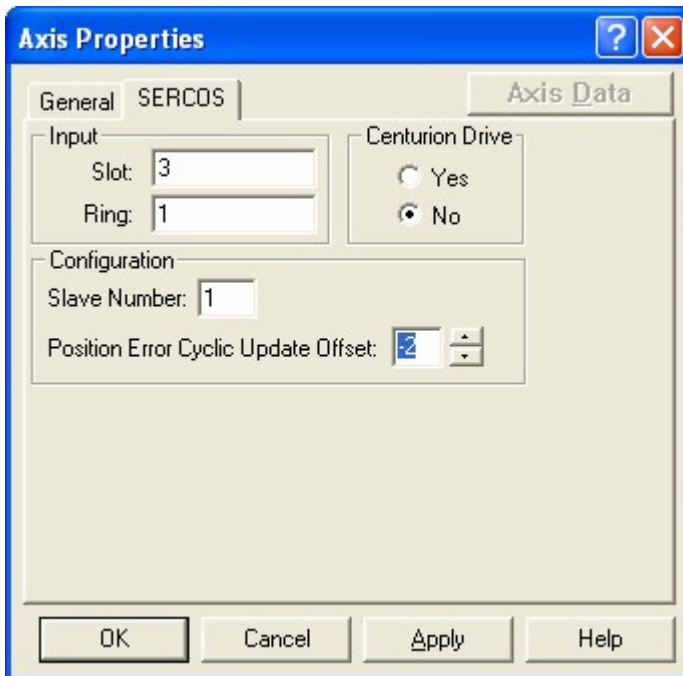 Axis Properties
?
General
SERCOS
Axis Data
Input
Slot: 3
Ring: 1
Centurion Drive
Yes
No
Configuration
Slave Number: 1
Position Error Cyclic Update Offset: -2
OK
Cancel
Apply
Help